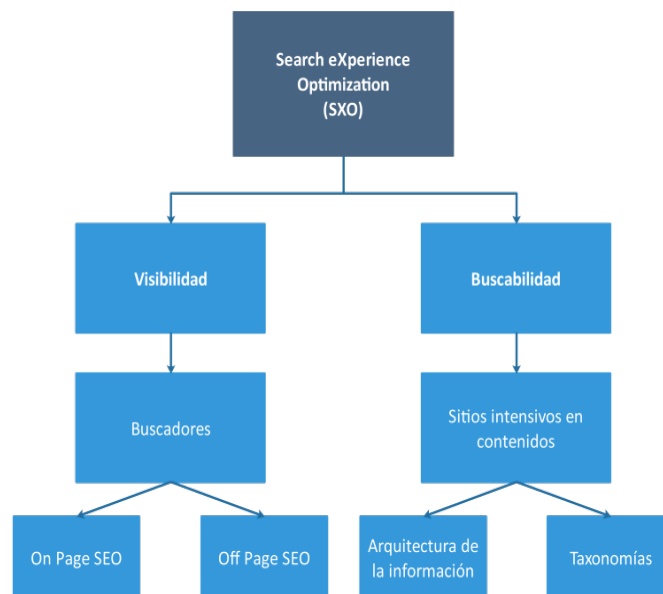 Search eXperience
Optimization
(SXO)
Visibilidad
Buscabilidad
Buscadores
Sitios intensivos en
contenidos
On Page SEO
Off Page SEO
Arquitectura de
la información
Taxonomías